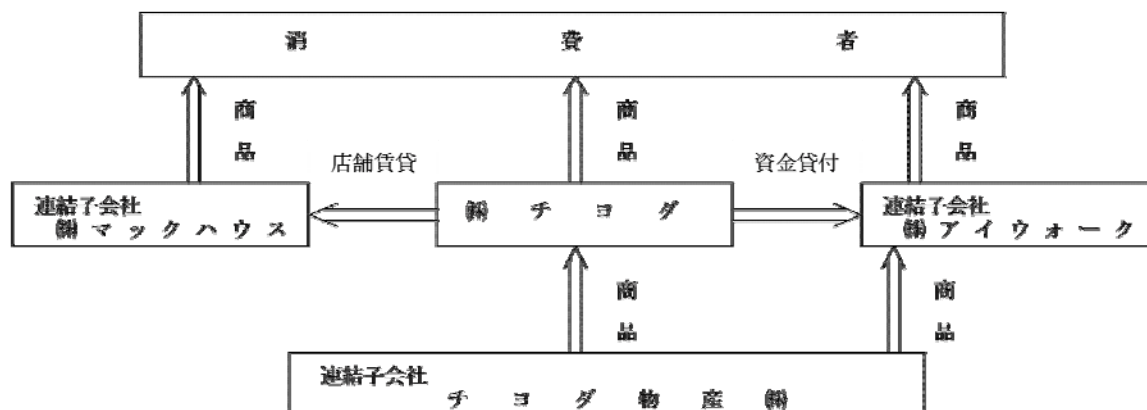 消費者
商品
商品
商品
店舗賃貸
資金貸付
連結子会社
㈱マックハウス
㈱チヨダ
連結子会社
㈱アイウォーク
商品
商品
連結子会社
チヨダ物産㈱